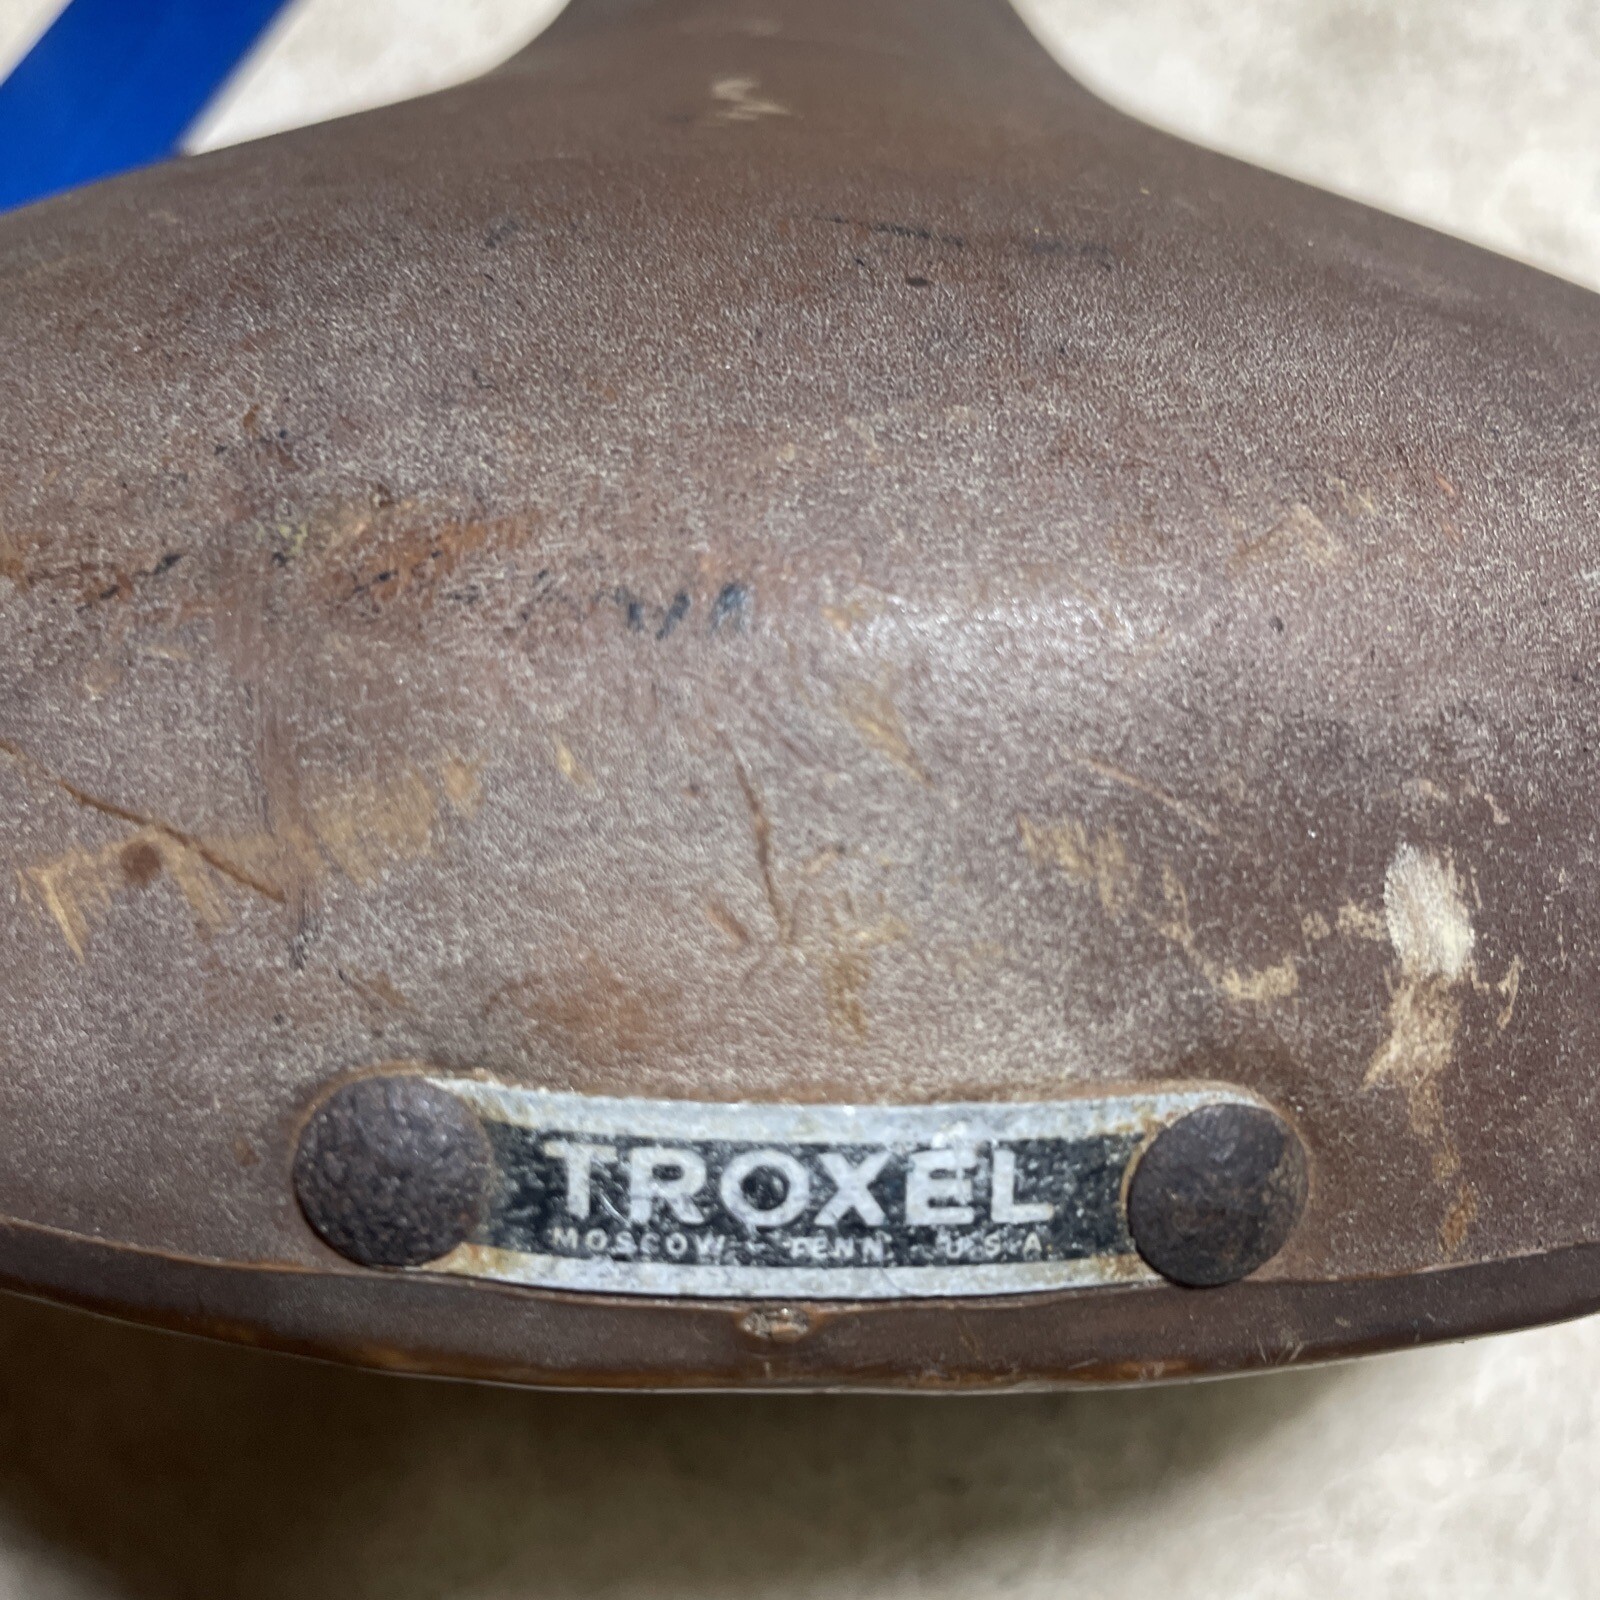 TROXEL
MOSCOW - TENN. U.S.A.